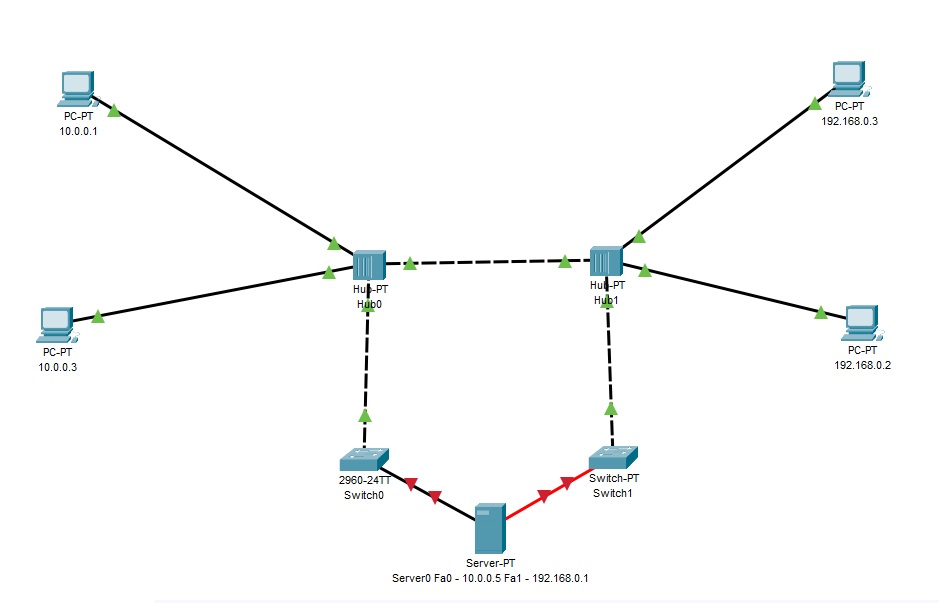 PC-PT
10.0.0.1
PC-PT
192.168.0.3
Hub-PT
Hub0
Hub-PT
Hub1
PC-PT
10.0.0.3
PC-PT
192.168.0.2
2960-24TT
Switch0
Switch-PT
Switch1
Server-PT
Server0 Fa0 - 10.0.0.5 Fa1 - 192.168.0.1